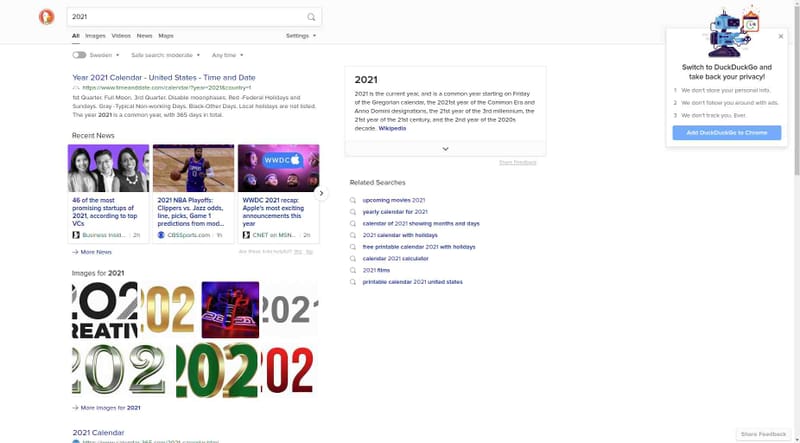 2021
All Images Videos News Maps Settings
Sweden Safe search: moderate Any time
Year 2021 Calendar - United States - Time and Date
https://www.timeanddate.com/calendar/?year=2021&country=1
1st Quarter. Full Moon. 3rd Quarter. Disable moonphases. Red -Federal Holidays and
Sundays. Gray -Typical Non-working Days. Black-Other Days. Local holidays are not listed.
The year 2021 is a common year, with 365 days in total.
Recent News
WWDC
46 of the most
promising startups of
2021, according to top
VCs
Business Insid... 2h
2021 NBA Playoffs:
Clippers vs. Jazz odds,
line, picks, Game 1
predictions from mod...
CBSSports.com 1h
WWDC 2021 recap:
Apple's most exciting
announcements this
year
CNET on MSN... 2h
More News
Are these links helpful? Yes No
Images for 2021
More Images for 2021
2021 Calendar
2021
2021 is the current year, and is a common year starting on Friday
of the Gregorian calendar, the 2021st year of the Common Era and
Anno Domini designations, the 21st year of the 3rd millennium, the
21st year of the 21st century, and the 2nd year of the 2020s
decade. Wikipedia
Share Feedback
Related Searches
upcoming movies 2021
yearly calendar for 2021
calendar of 2021 showing months and days
2021 calendar with holidays
free printable calendar 2021 with holidays
calendar 2021 calculator
2021 films
printable calendar 2021 united states
Switch to DuckDuckGo and
take back your privacy!
1 We don't store your personal info.
2 We don't follow you around with ads.
3 We don't track you. Ever.
Add DuckDuckGo to Chrome
Share Feedback